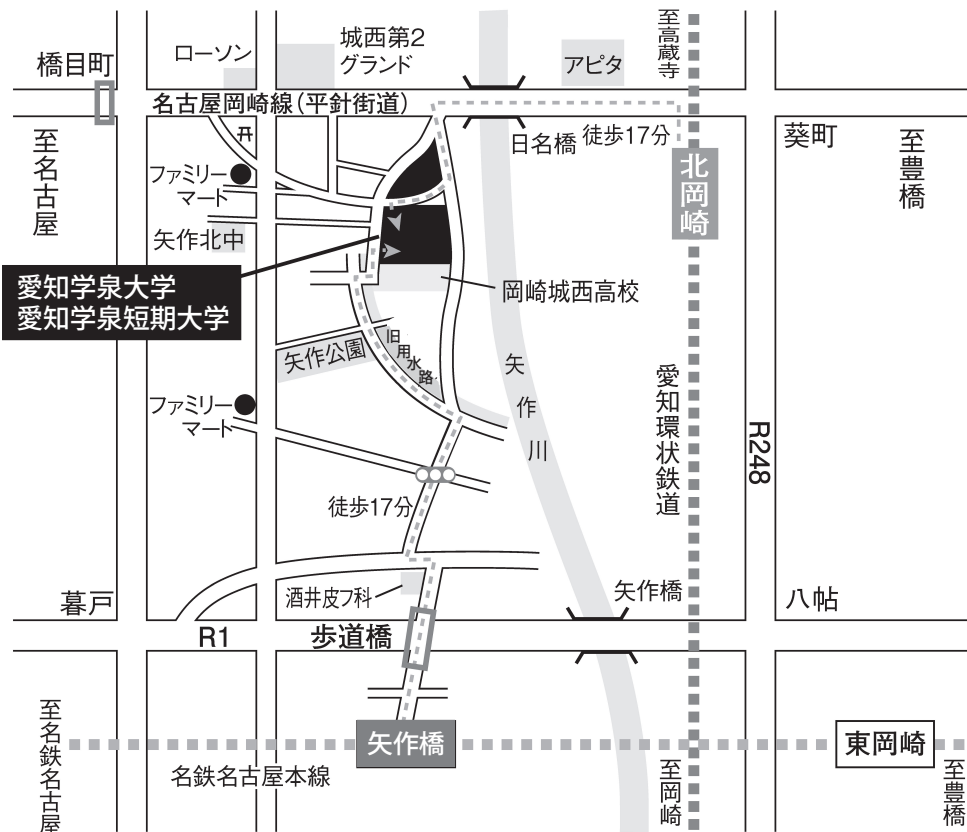 橋目町
ローソン
城西第2
グランド
アピタ
至高蔵寺
名古屋岡崎線(平針街道)
日名橋
徒歩17分
葵町
至名古屋
至豊橋
北岡崎
ファミリー
マート
矢作北中
愛知学泉大学
愛知学泉短期大学
岡崎城西高校
矢作公園
旧用水路
矢作川
愛知環状鉄道
R248
ファミリー
マート
徒歩17分
酒井皮フ科
矢作橋
暮戸
八帖
R1
歩道橋
至名鉄名古屋
矢作橋
東岡崎
名鉄名古屋本線
至岡崎
至豊橋